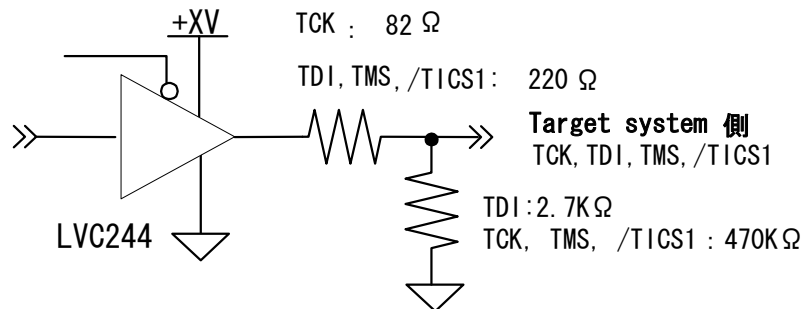 +XV
TCK : 82 Ω
TDI, TMS, /TICS1: 220 Ω
Target system 側
TCK, TDI, TMS, /TICS1
LVC244
TDI:2.7KΩ
TCK, TMS, /TICS1 : 470KΩ